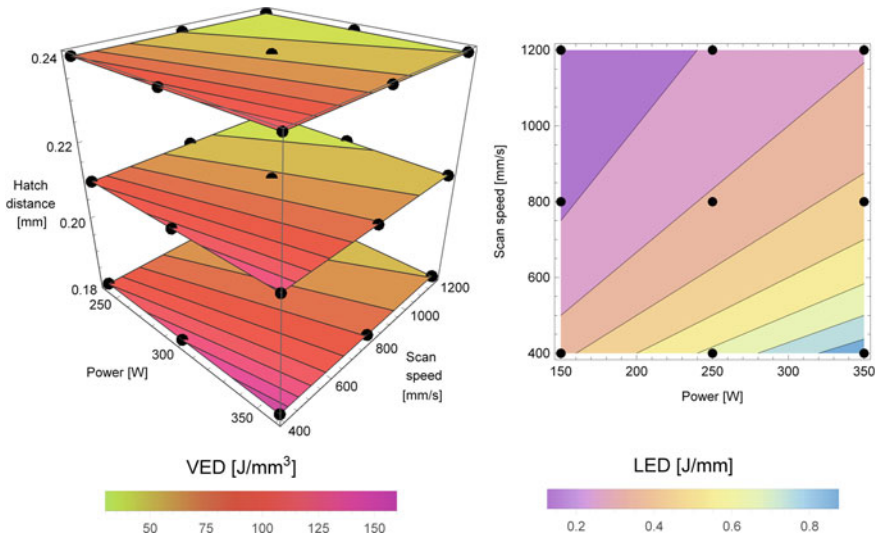 0.24
0.22
Hatch
distance
[mm]
0.20
0.18
250
300
Power [W]
350
400
600
800
1000
1200
Scan
speed
[mm/s]
VED [J/mm³]
50 75 100 125 150
1200
1000
800
600
400
Scan speed [mm/s]
150 200 250 300 350
Power [W]
LED [J/mm]
0.2 0.4 0.6 0.8